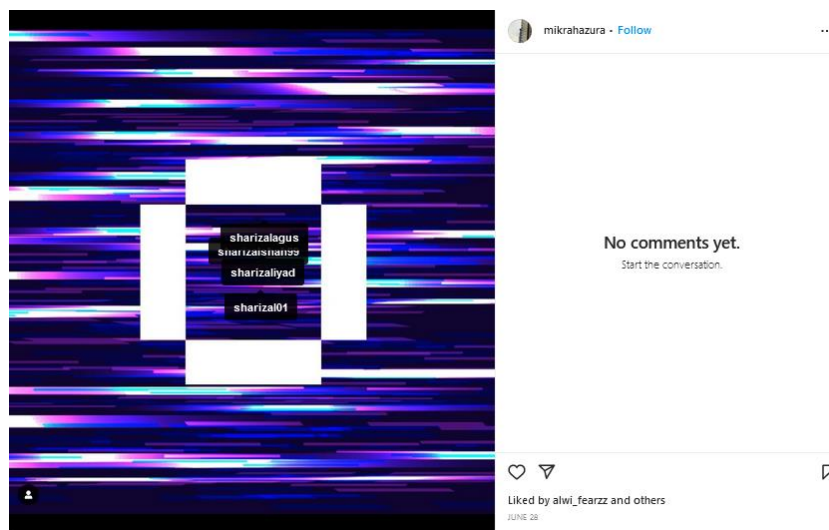 mikrahazura • Follow
sharizalagus
sharizalshah99
sharizaliyad
sharizal01
No comments yet.
Start the conversation.
Liked by alwi_fearzz and others
JUNE 28